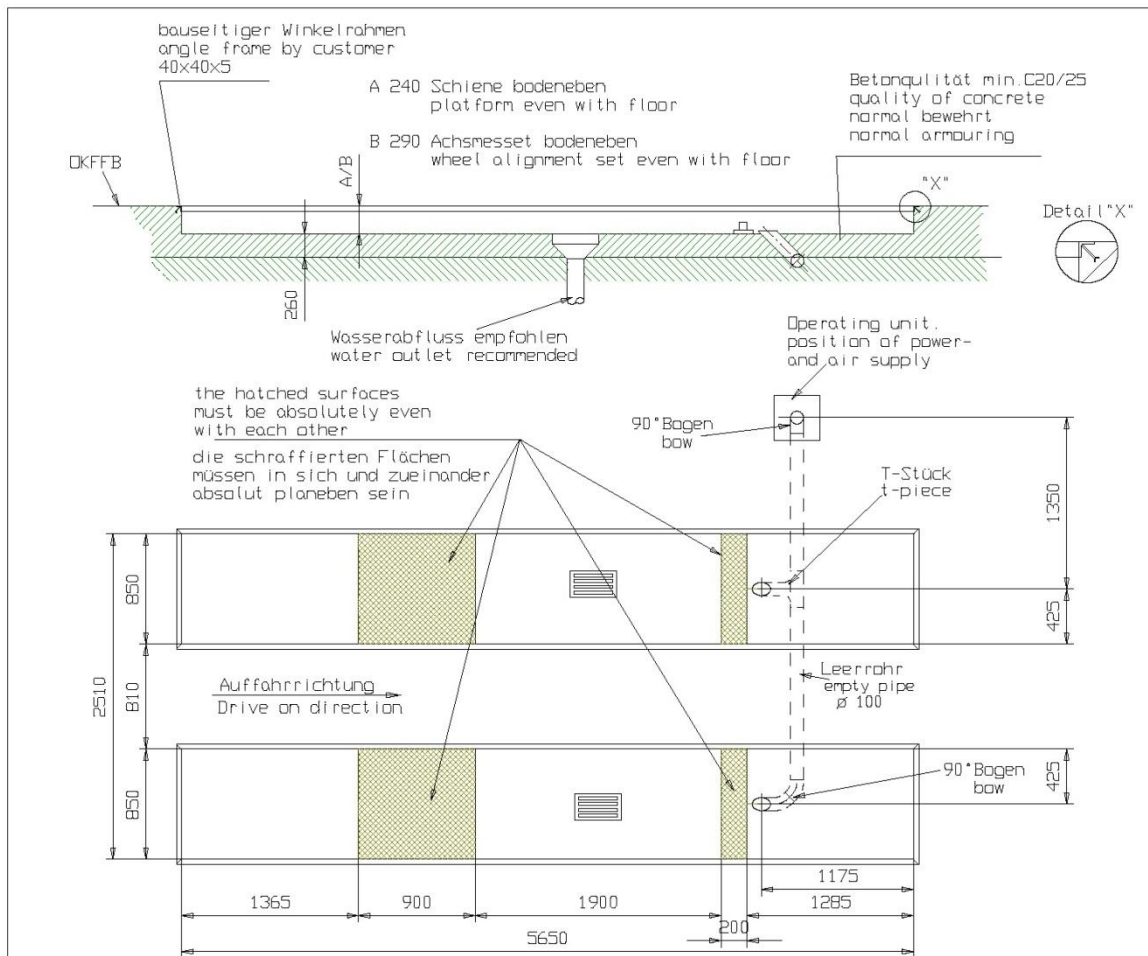 bauseitiger Winkelrahmen
angle frame by customer
40x40x5
A 240 Schiene bodeneben
platform even with floor
B 290 Achsmesset bodeneben
wheel alignment set even with floor
Betonqulität min.C20/25
quality of concrete
normal bewehrt
normal armouring
OKFFB
A/B
"X"
Detail"X"
260
Wasserabfluss empfohlen
water outlet recommended
Operating unit,
position of power-
and air supply
the hatched surfaces
must be absolutely even
with each other
die schraffierten Flächen
müssen in sich und zueinander
absolut planeben sein
90°Bogen
bow
T-Stück
t-piece
1350
425
850
810
2510
850
Auffahrrichtung
Drive on direction
Leerrohr
empty pipe
ø 100
90°Bogen
bow
425
1175
1365
900
1900
200
1285
5650